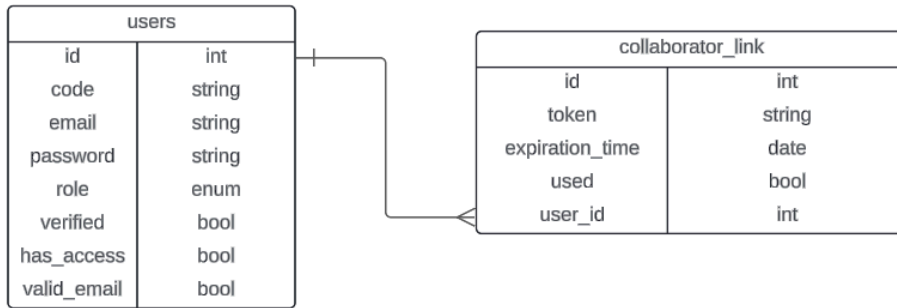 users
id int
code string
email string
password string
role enum
verified bool
has_access bool
valid_email bool
collaborator_link
id int
token string
expiration_time date
used bool
user_id int